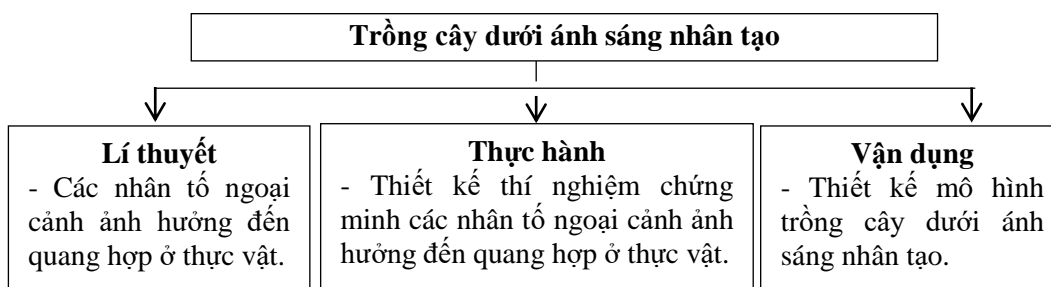 Trồng cây dưới ánh sáng nhân tạo
Lí thuyết
- Các nhân tố ngoại
cảnh ảnh hưởng đến
quang hợp ở thực vật.
Thực hành
- Thiết kế thí nghiệm chứng
minh các nhân tố ngoại cảnh ảnh
hưởng đến quang hợp ở thực vật.
Vận dụng
- Thiết kế mô hình
trồng cây dưới ánh
sáng nhân tạo.